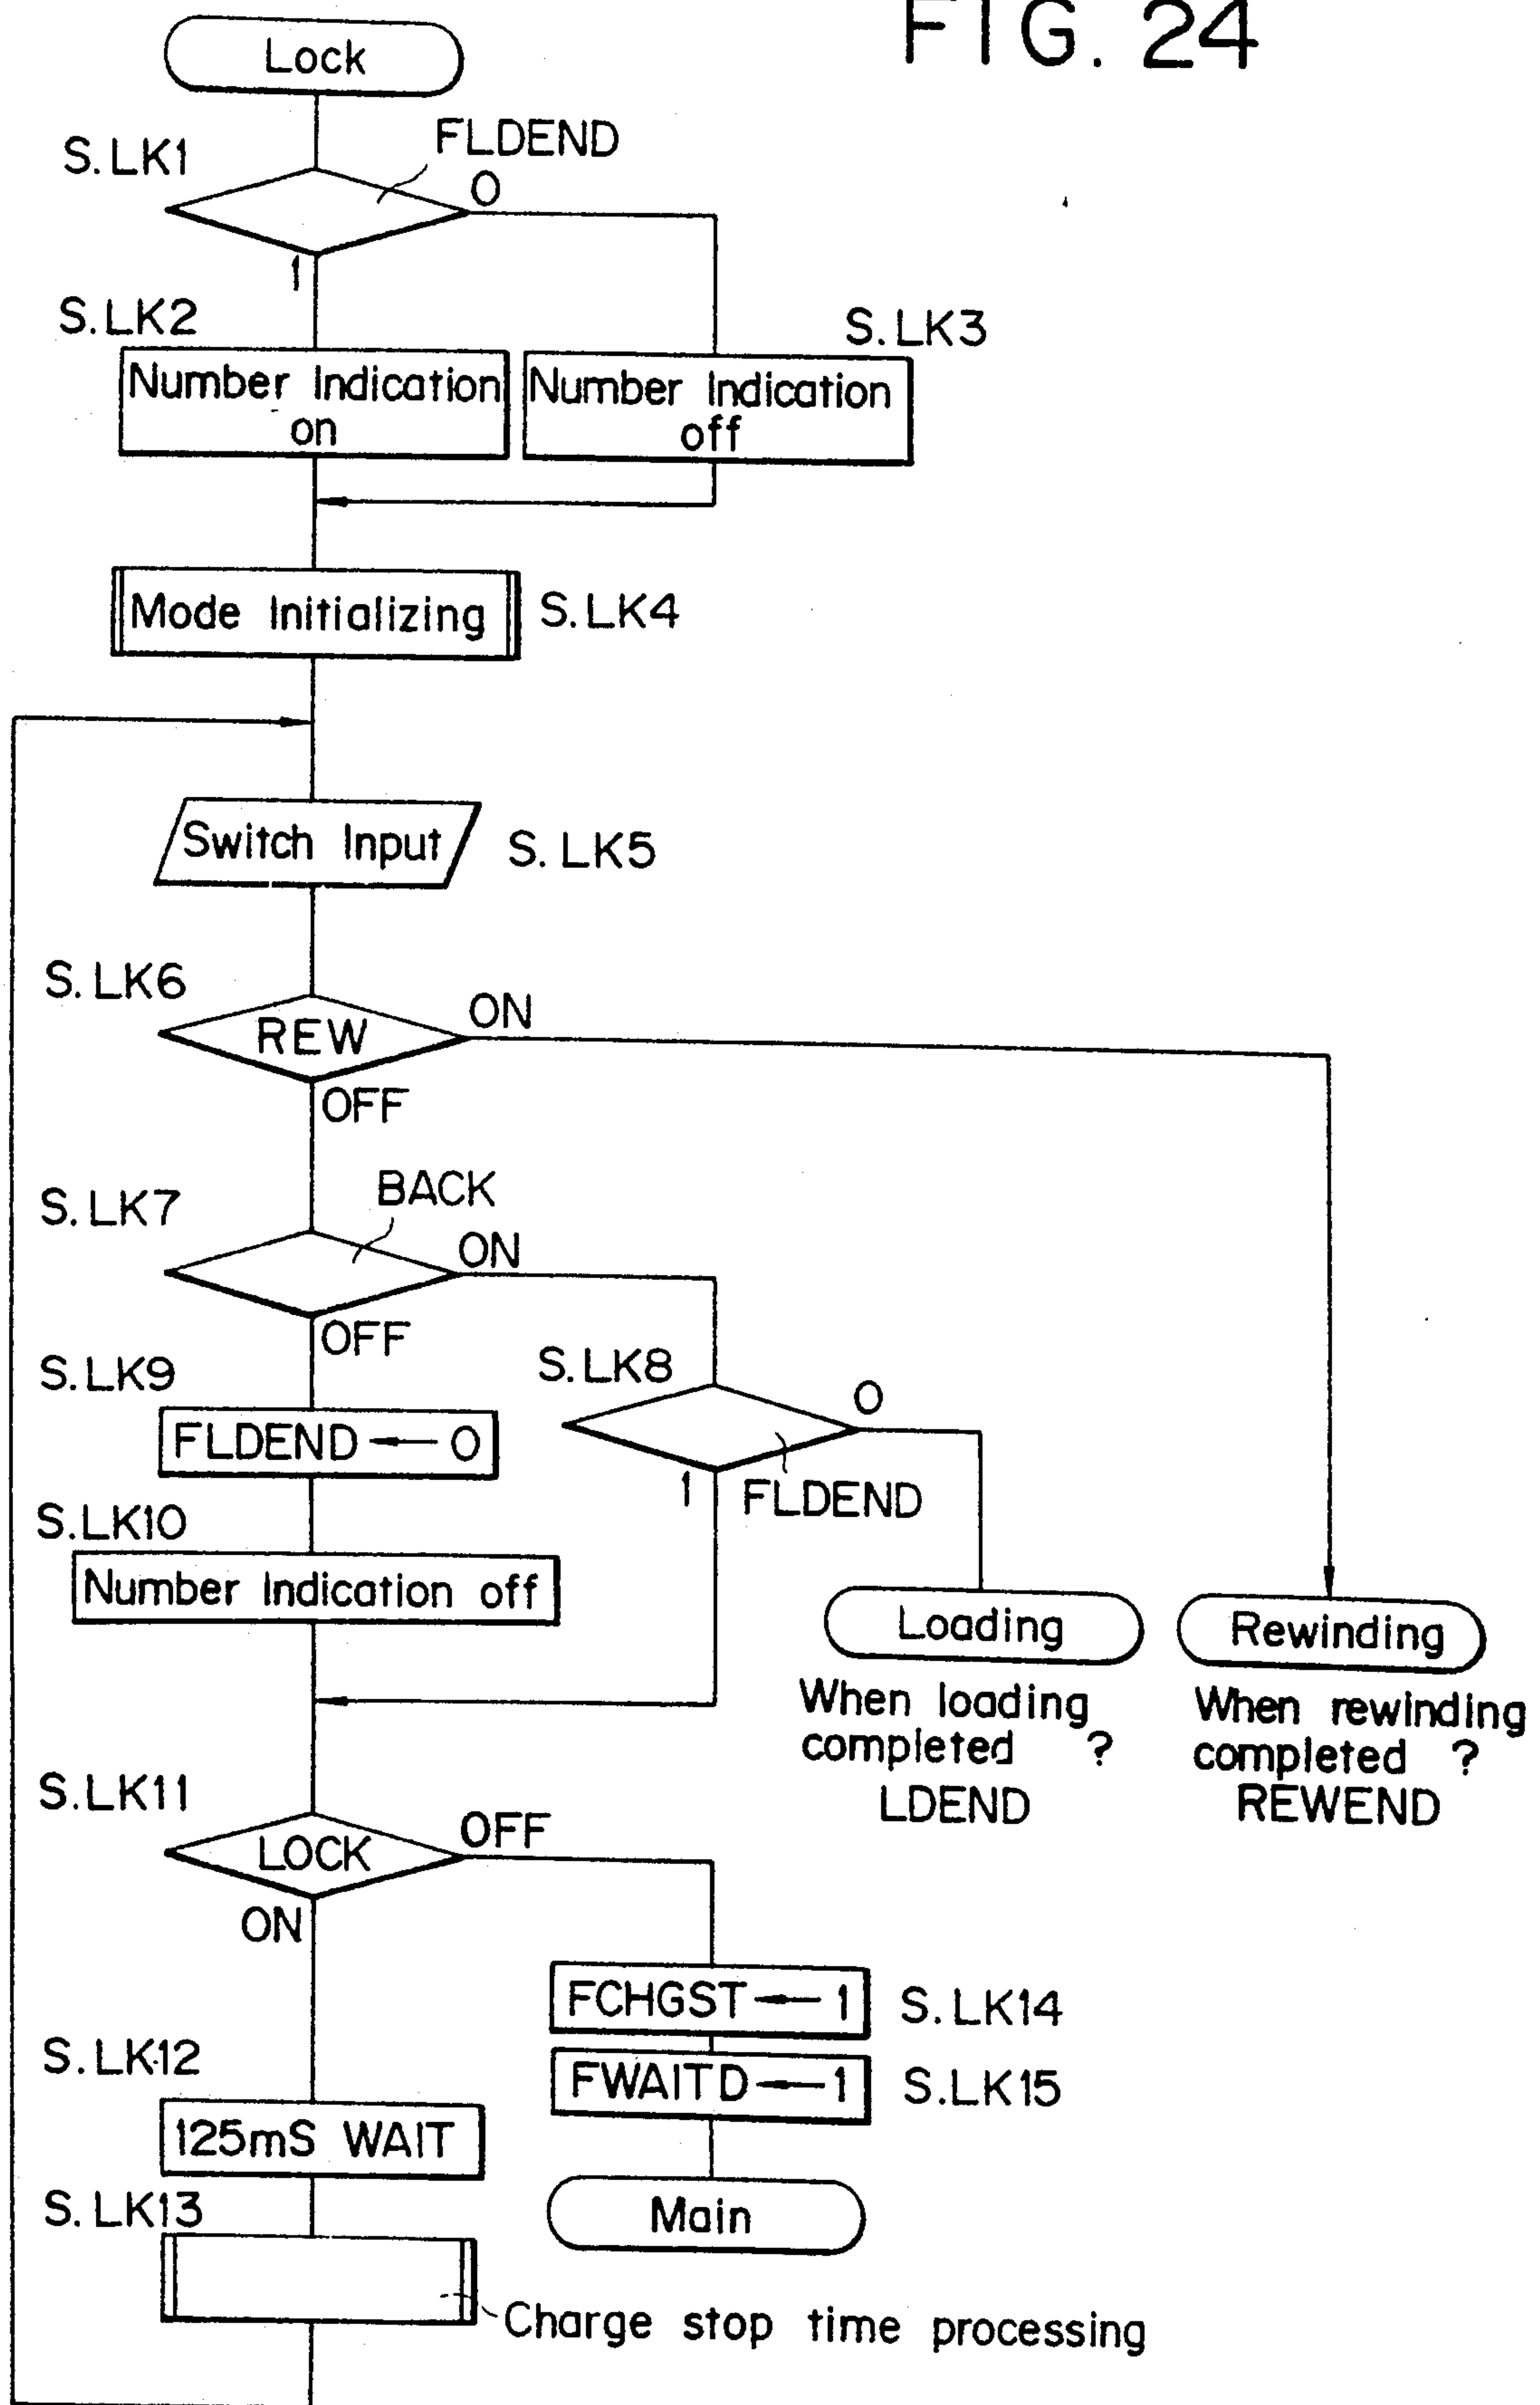 FIG. 24
Lock
S.LK1
FLDEND
0
1
S.LK2
S.LK3
Number Indication
on
Number Indication
off
Mode Initializing
S.LK4
Switch Input
S.LK5
S.LK6
REW
ON
OFF
S.LK7
BACK
ON
OFF
S.LK9
S.LK8
0
FLDEND ← 0
1
FLDEND
S.LK10
Number Indication off
Loading
Rewinding
When loading
completed ?
LDEND
When rewinding
completed ?
REWEND
S.LK11
LOCK
OFF
ON
FCHGST ← 1
S.LK14
S.LK12
FWAITD ← 1
S.LK15
125mS WAIT
Main
S.LK13
Charge stop time processing